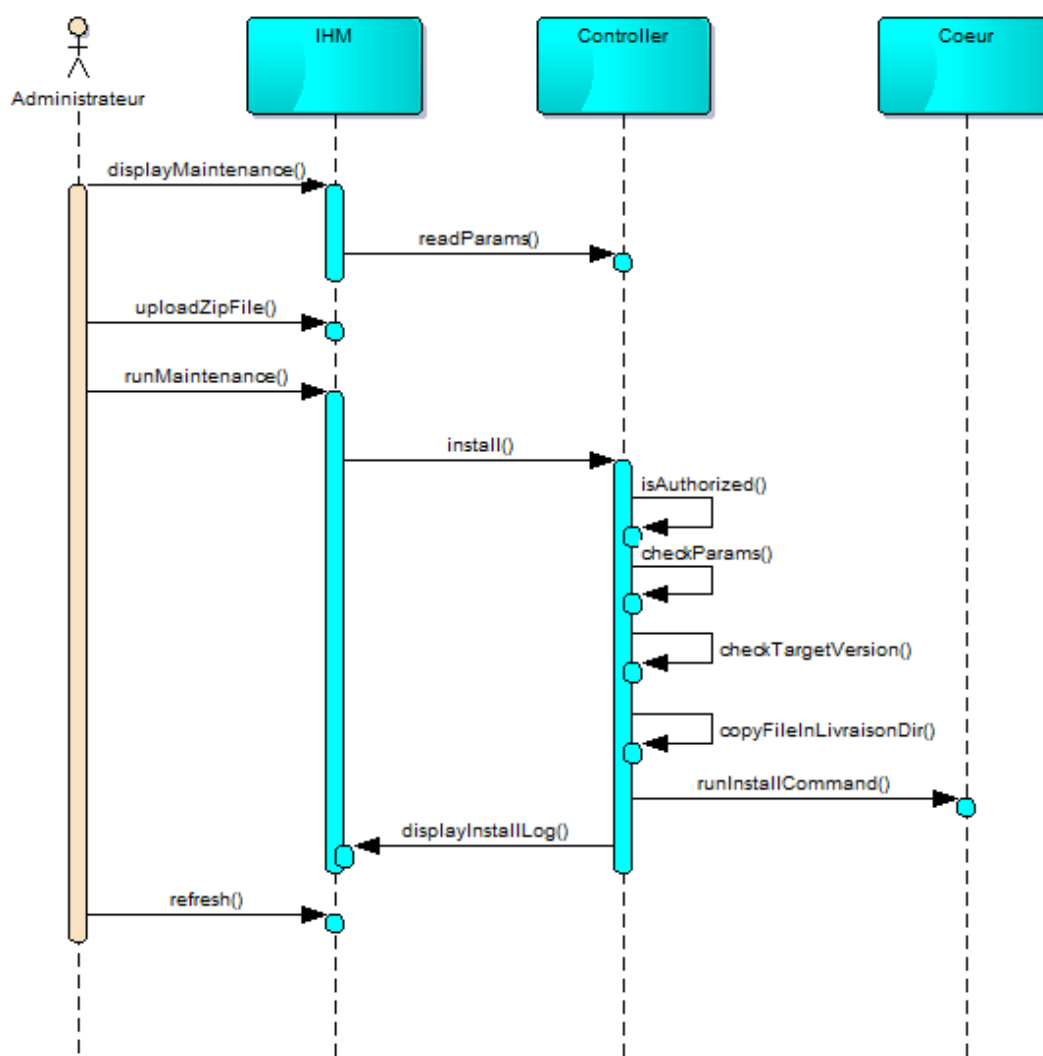 IHM
Controller
Coeur
Administrateur
displayMaintenance()
readParams()
uploadZipFile()
runMaintenance()
install()
isAuthorized()
checkParams()
checkTargetVersion()
copyFileInLivraisonDir()
runInstallCommand()
displayInstallLog()
refresh()